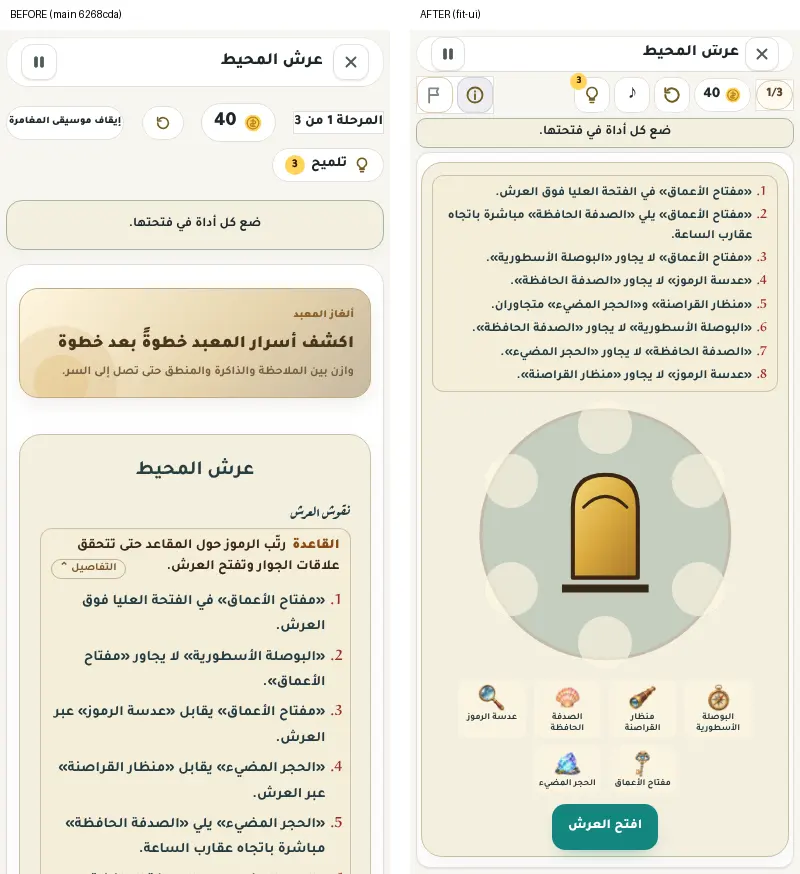 BEFORE (main 6268cda)
عرش المحيط
المرحلة 1 من 3
40
إيقاف موسيقى المغامرة
تلميح 3
ضع كل أداة في فتحتها.
ألغاز المعبد
اكشف أسرار المعبد خطوةً بعد خطوة
وازن بين الملاحظة والذاكرة والمنطق حتى تصل إلى السر.
عرش المحيط
نقوش العرش
القاعدة رتّب الرموز حول المقاعد حتى تتحقق
علاقات الجوار وتفتح العرش.
التفاصيل
1. «مفتاح الأعماق» في الفتحة العليا فوق
العرش.
2. «البوصلة الأسطورية» لا يجاور «مفتاح
الأعماق».
3. «مفتاح الأعماق» يقابل «عدسة الرموز» عبر
العرش.
4. «الحجر المضيء» يقابل «منظار القراصنة»
عبر العرش.
5. «الحجر المضيء» يلي «الصدفة الحافظة»
مباشرة باتجاه عقارب الساعة.
AFTER (fit-ui)
عرش المحيط
1/3
40
3
ضع كل أداة في فتحتها.
1. «مفتاح الأعماق» في الفتحة العليا فوق العرش.
2. «مفتاح الأعماق» يلي «الصدفة الحافظة» مباشرة باتجاه
عقارب الساعة.
3. «مفتاح الأعماق» لا يجاور «البوصلة الأسطورية».
4. «عدسة الرموز» لا يجاور «الصدفة الحافظة».
5. «منظار القراصنة» و«الحجر المضيء» متجاوران.
6. «البوصلة الأسطورية» لا يجاور «الصدفة الحافظة».
7. «الصدفة الحافظة» لا يجاور «الحجر المضيء».
8. «عدسة الرموز» لا يجاور «منظار القراصنة».
البوصلة
الأسطورية
منظار
القراصنة
الصدفة
الحافظة
عدسة الرموز
مفتاح الأعماق
الحجر المضيء
افتح العرش